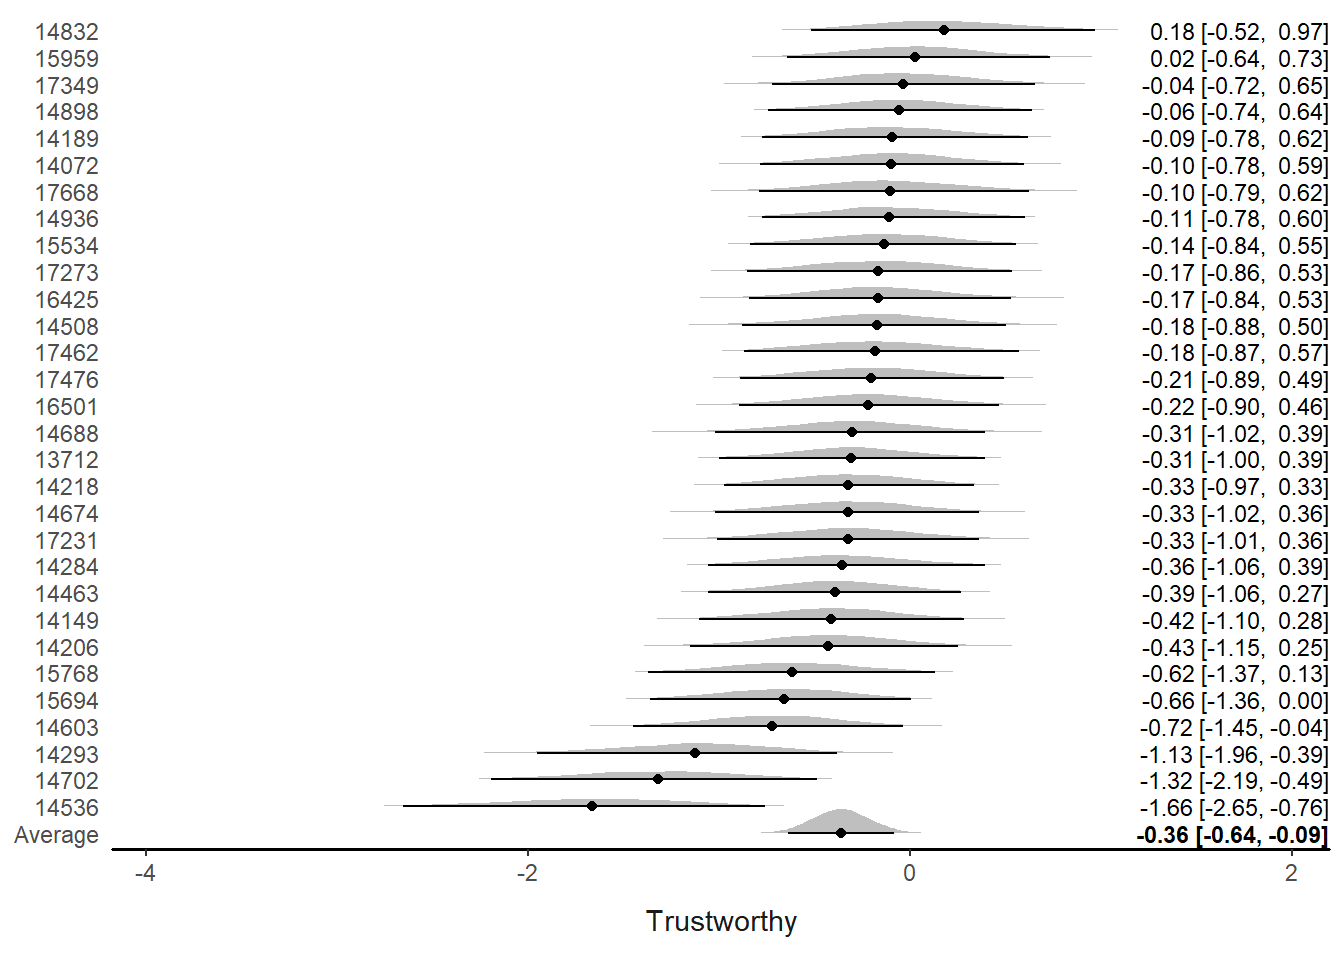 14832 0.18 [-0.52, 0.97]
15959 0.02 [-0.64, 0.73]
17349 -0.04 [-0.72, 0.65]
14898 -0.06 [-0.74, 0.64]
14189 -0.09 [-0.78, 0.62]
14072 -0.10 [-0.78, 0.59]
17668 -0.10 [-0.79, 0.62]
14936 -0.11 [-0.78, 0.60]
15534 -0.14 [-0.84, 0.55]
17273 -0.17 [-0.86, 0.53]
16425 -0.17 [-0.84, 0.53]
14508 -0.18 [-0.88, 0.50]
17462 -0.18 [-0.87, 0.57]
17476 -0.21 [-0.89, 0.49]
16501 -0.22 [-0.90, 0.46]
14688 -0.31 [-1.02, 0.39]
13712 -0.31 [-1.00, 0.39]
14218 -0.33 [-0.97, 0.33]
14674 -0.33 [-1.02, 0.36]
17231 -0.33 [-1.01, 0.36]
14284 -0.36 [-1.06, 0.39]
14463 -0.39 [-1.06, 0.27]
14149 -0.42 [-1.10, 0.28]
14206 -0.43 [-1.15, 0.25]
15768 -0.62 [-1.37, 0.13]
15694 -0.66 [-1.36, 0.00]
14603 -0.72 [-1.45, -0.04]
14293 -1.13 [-1.96, -0.39]
14702 -1.32 [-2.19, -0.49]
14536 -1.66 [-2.65, -0.76]
Average -0.36 [-0.64, -0.09]
-4 -2 0 2
Trustworthy